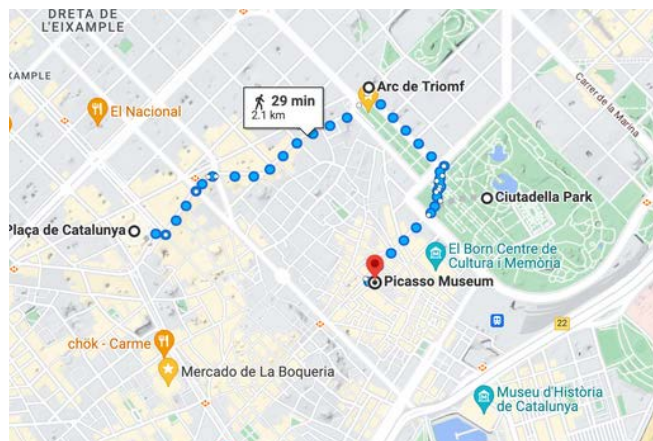 DRETA DE
L'EIXAMPLE
XAMPLE
El Nacional
29 min
2.1 km
Arc de Triomf
Carrer de la Marina
Plaça de Catalunya
Ciutadella Park
El Born Centre de
Cultura i Memòria
Picasso Museum
22
chök - Carme
Mercado de La Boqueria
Museu d'Història
de Catalunya